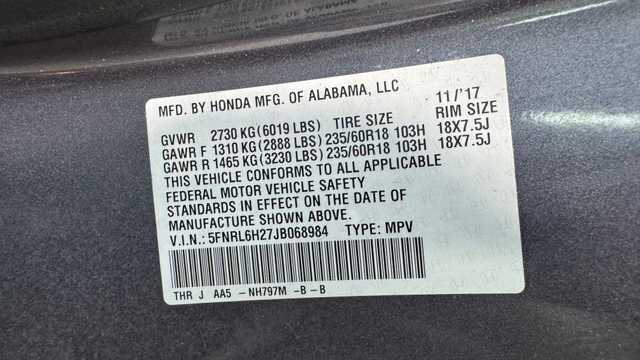 MFD. BY HONDA MFG. OF ALABAMA, LLC 11/'17
GVWR 2730 KG(6019 LBS) TIRE SIZE RIM SIZE
GAWR F 1310 KG(2888 LBS)235/60R18 103H 18X7.5J
GAWR R 1465 KG(3230 LBS)235/60R18 103H 18X7.5J
THIS VEHICLE CONFORMS TO ALL APPLICABLE
FEDERAL MOTOR VEHICLE SAFETY
STANDARDS IN EFFECT ON THE DATE OF
MANUFACTURE SHOWN ABOVE.
V.I.N.:5FNRL6H27JB068984 TYPE: MPV
THR J AA5 -NH797M -B -B